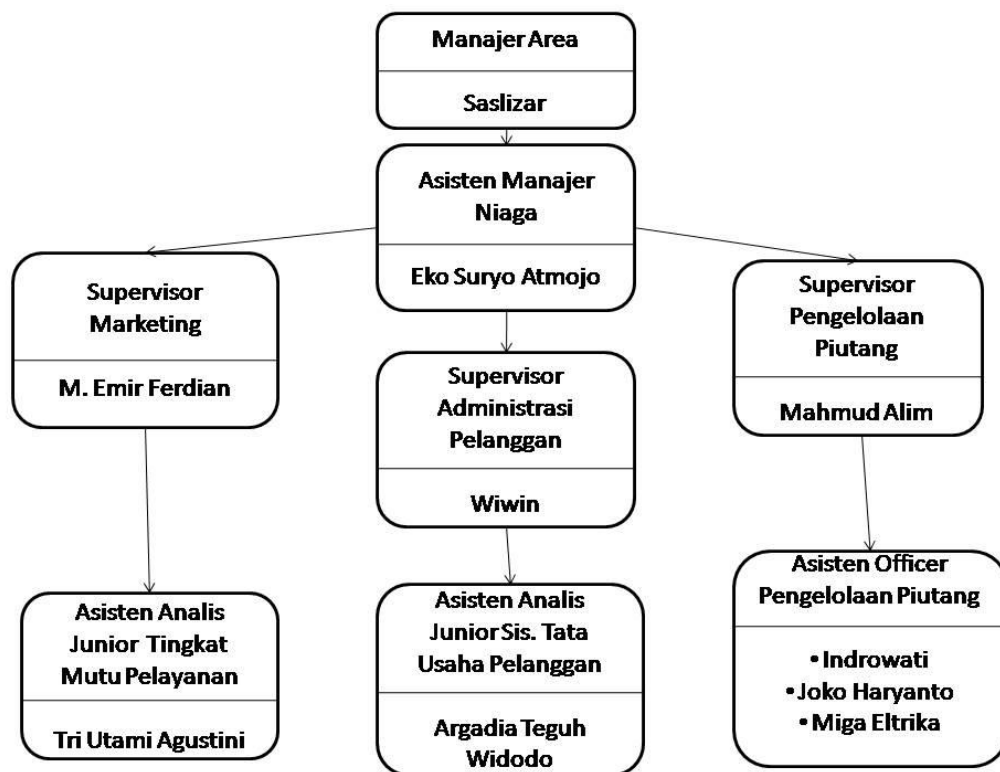 Manajer Area
Saslizar
Asisten Manajer
Niaga
Eko Suryo Atmojo
Supervisor
Marketing
M. Emir Ferdian
Supervisor
Administrasi
Pelanggan
Wiwin
Supervisor
Pengelolaan
Piutang
Mahmud Alim
Asisten Analis
Junior Tingkat
Mutu Pelayanan
Tri Utami Agustini
Asisten Analis
Junior Sis. Tata
Usaha Pelanggan
Argadia Teguh
Widodo
Asisten Officer
Pengelolaan Piutang
• Indrowati
• Joko Haryanto
• Miga Eltrika